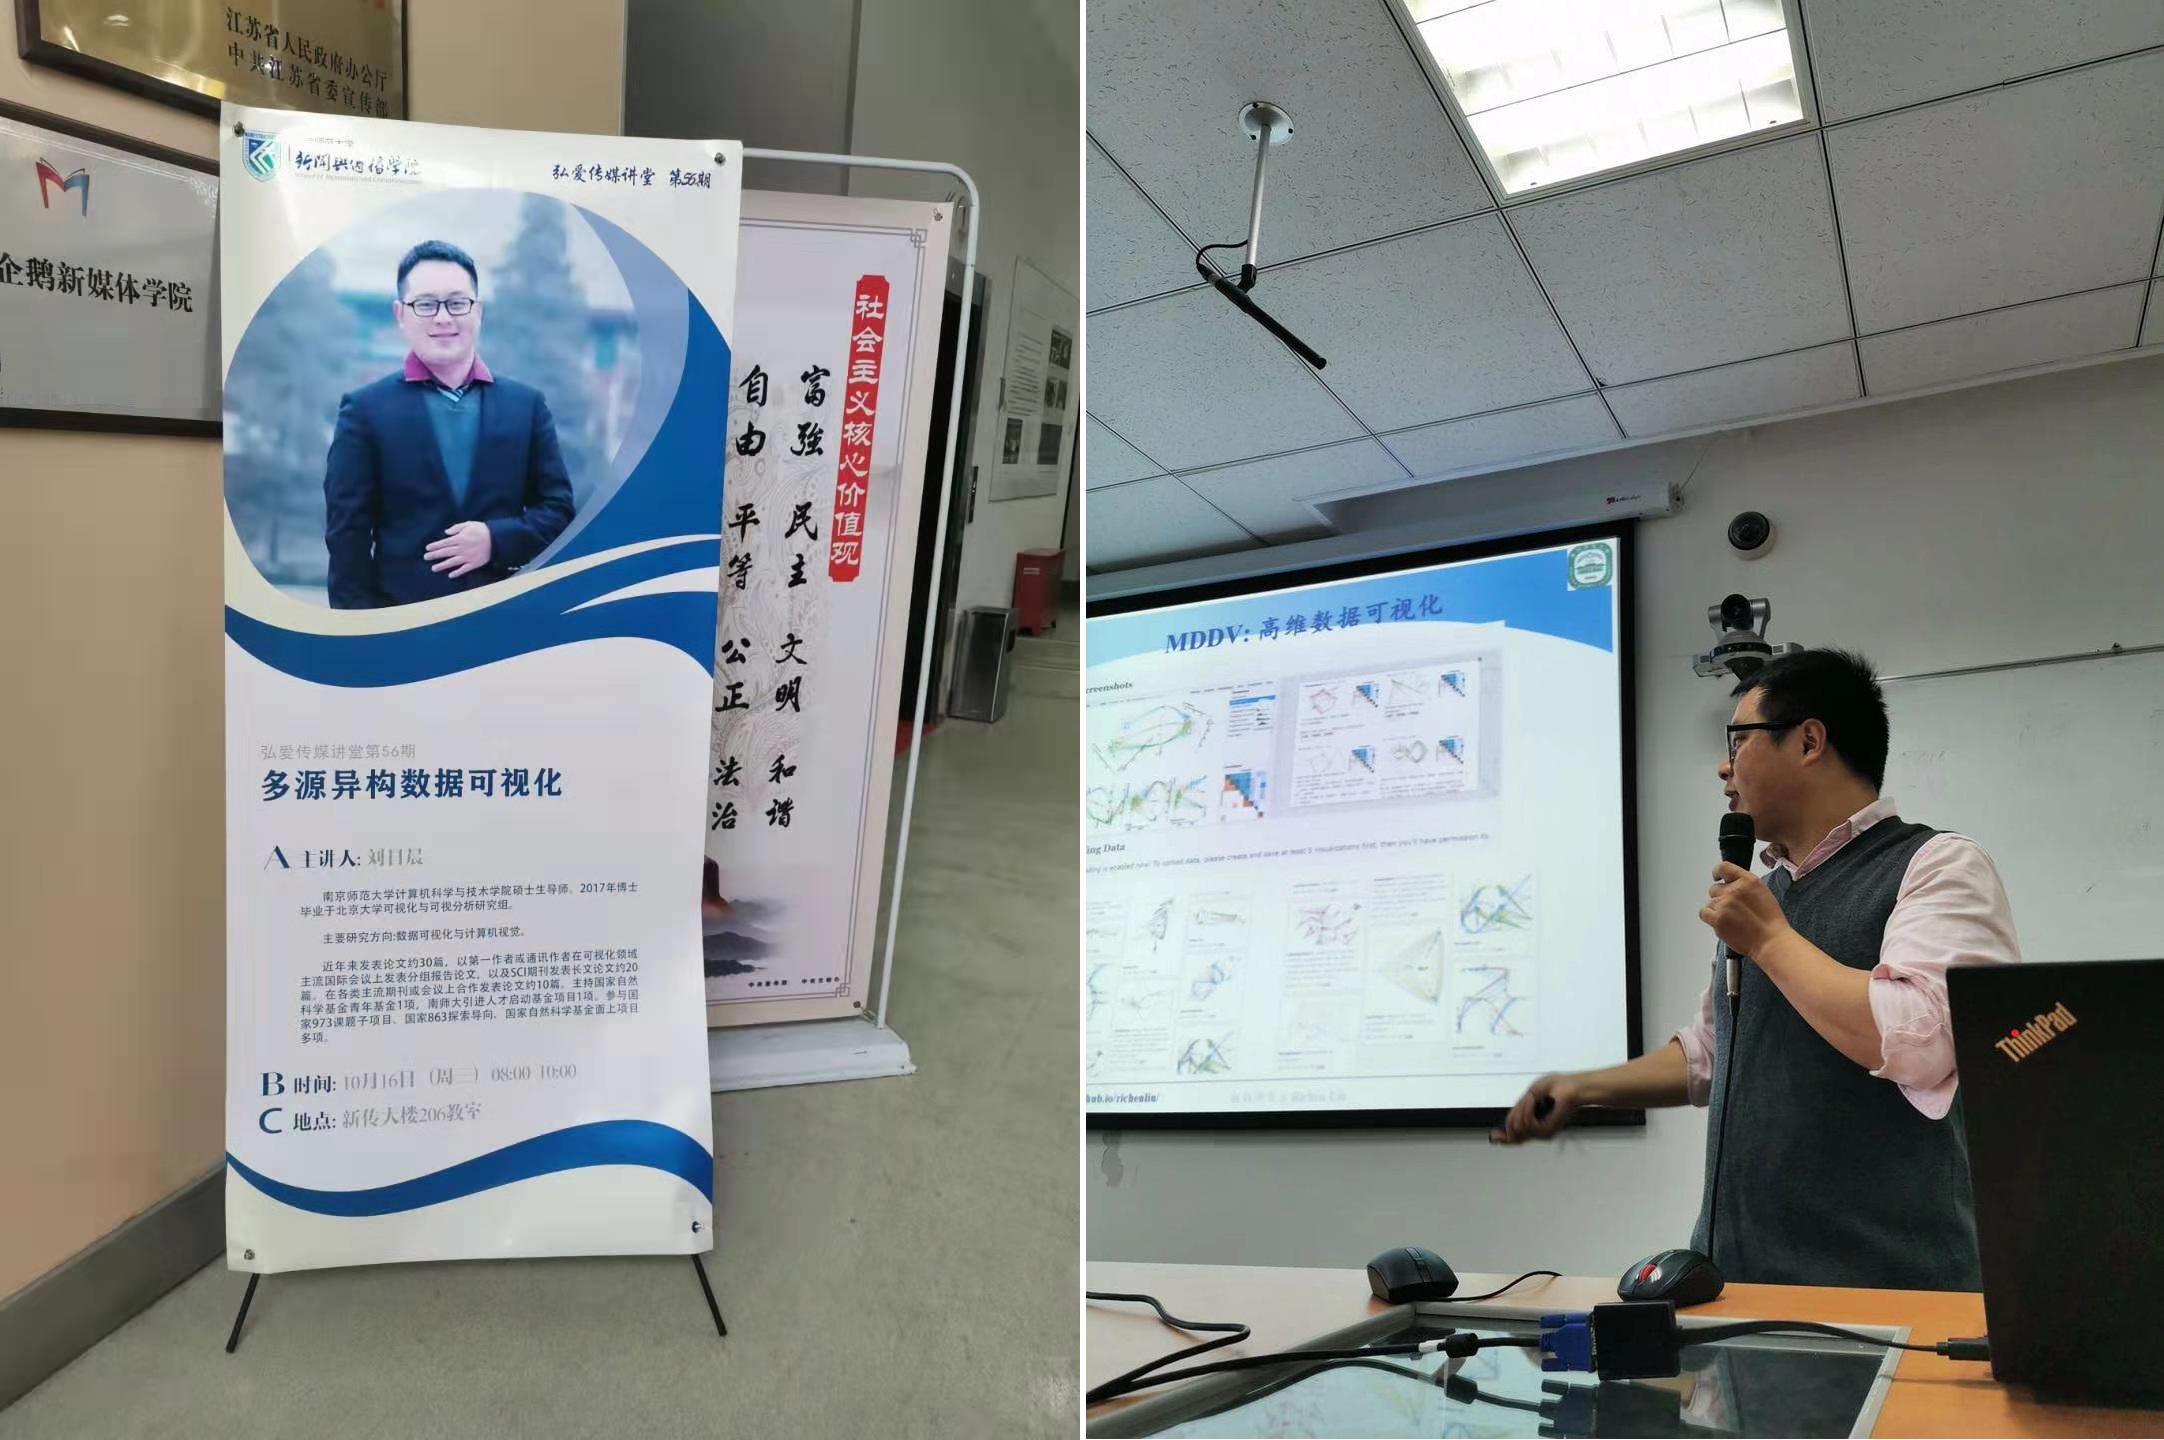 江苏省人民政府办公厅
中共江苏省委宣传部
企鹅新媒体学院
新闻与传播学院
弘爱传媒讲堂 第56期
弘爱传媒讲堂第56期
多源异构数据可视化
A 主讲人: 刘日晨
南京师范大学计算机科学与技术学院硕士生导师。2017年博士
毕业于北京大学可视化与可视分析研究组。
主要研究方向:数据可视化与计算机视觉。
近年来发表论文约30篇，以第一作者或通讯作者在可视化领域
主流国际会议上发表分组报告论文，以及SCI期刊发表长文论文约20
篇。在各类主流期刊或会议上合作发表论文约10篇。主持国家自然
科学基金青年基金1项。南师大引进人才启动基金项目1项。参与国
家973课题子项目、国家863探索导向、国家自然科学基金面上项目
多项。
B 时间: 10月16日（周三）08:00-10:00
C 地点: 新传大楼206教室
社会主义核心价值观
富强 民主 文明 和谐
自由 平等 公正 法治
MDDV: 高维数据可视化
creenshots
ing Data
hub.io/richenliu/
ThinkPad